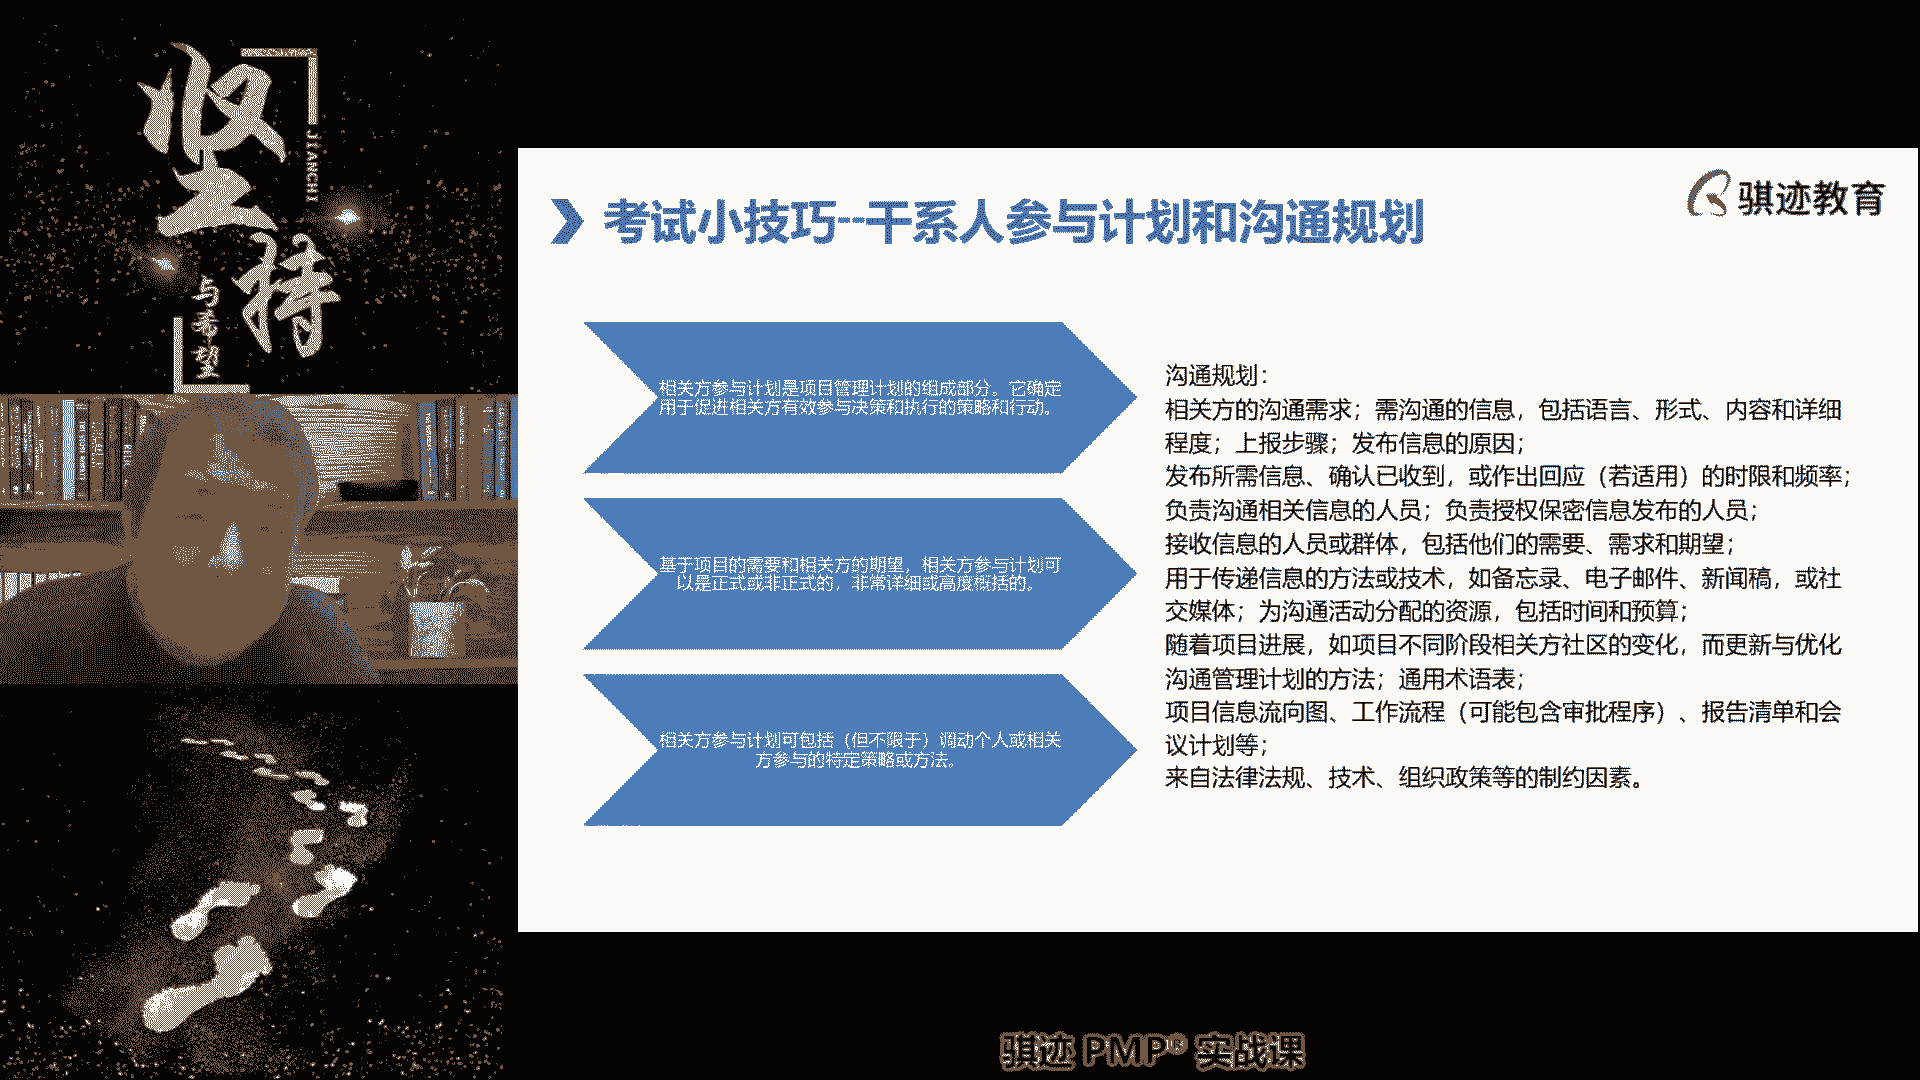 坚持
JIANCHI
与希望
骐迹教育
考试小技巧--干系人参与计划和沟通规划
相关方参与计划是项目管理计划的组成部分。它确定
用于促进相关方有效参与决策和执行的策略和行动。
基于项目的需要和相关方的期望，相关方参与计划可
以是正式或非正式的，非常详细或高度概括的。
相关方参与计划可包括（但不限于）调动个人或相关
方参与的特定策略或方法。
沟通规划：
相关方的沟通需求；需沟通的信息，包括语言、形式、内容和详细
程度；上报步骤；发布信息的原因；
发布所需信息、确认已收到，或作出回应（若适用）的时限和频率；
负责沟通相关信息的人员；负责授权保密信息发布的人员；
接收信息的人员或群体，包括他们的需要、需求和期望；
用于传递信息的方法或技术，如备忘录、电子邮件、新闻稿，或社
交媒体；为沟通活动分配的资源，包括时间和预算；
随着项目进展，如项目不同阶段相关方社区的变化，而更新与优化
沟通管理计划的方法；通用术语表；
项目信息流向图、工作流程（可能包含审批程序）、报告清单和会
议计划等；
来自法律法规、技术、组织政策等的制约因素。
骐迹 PMP® 实战课